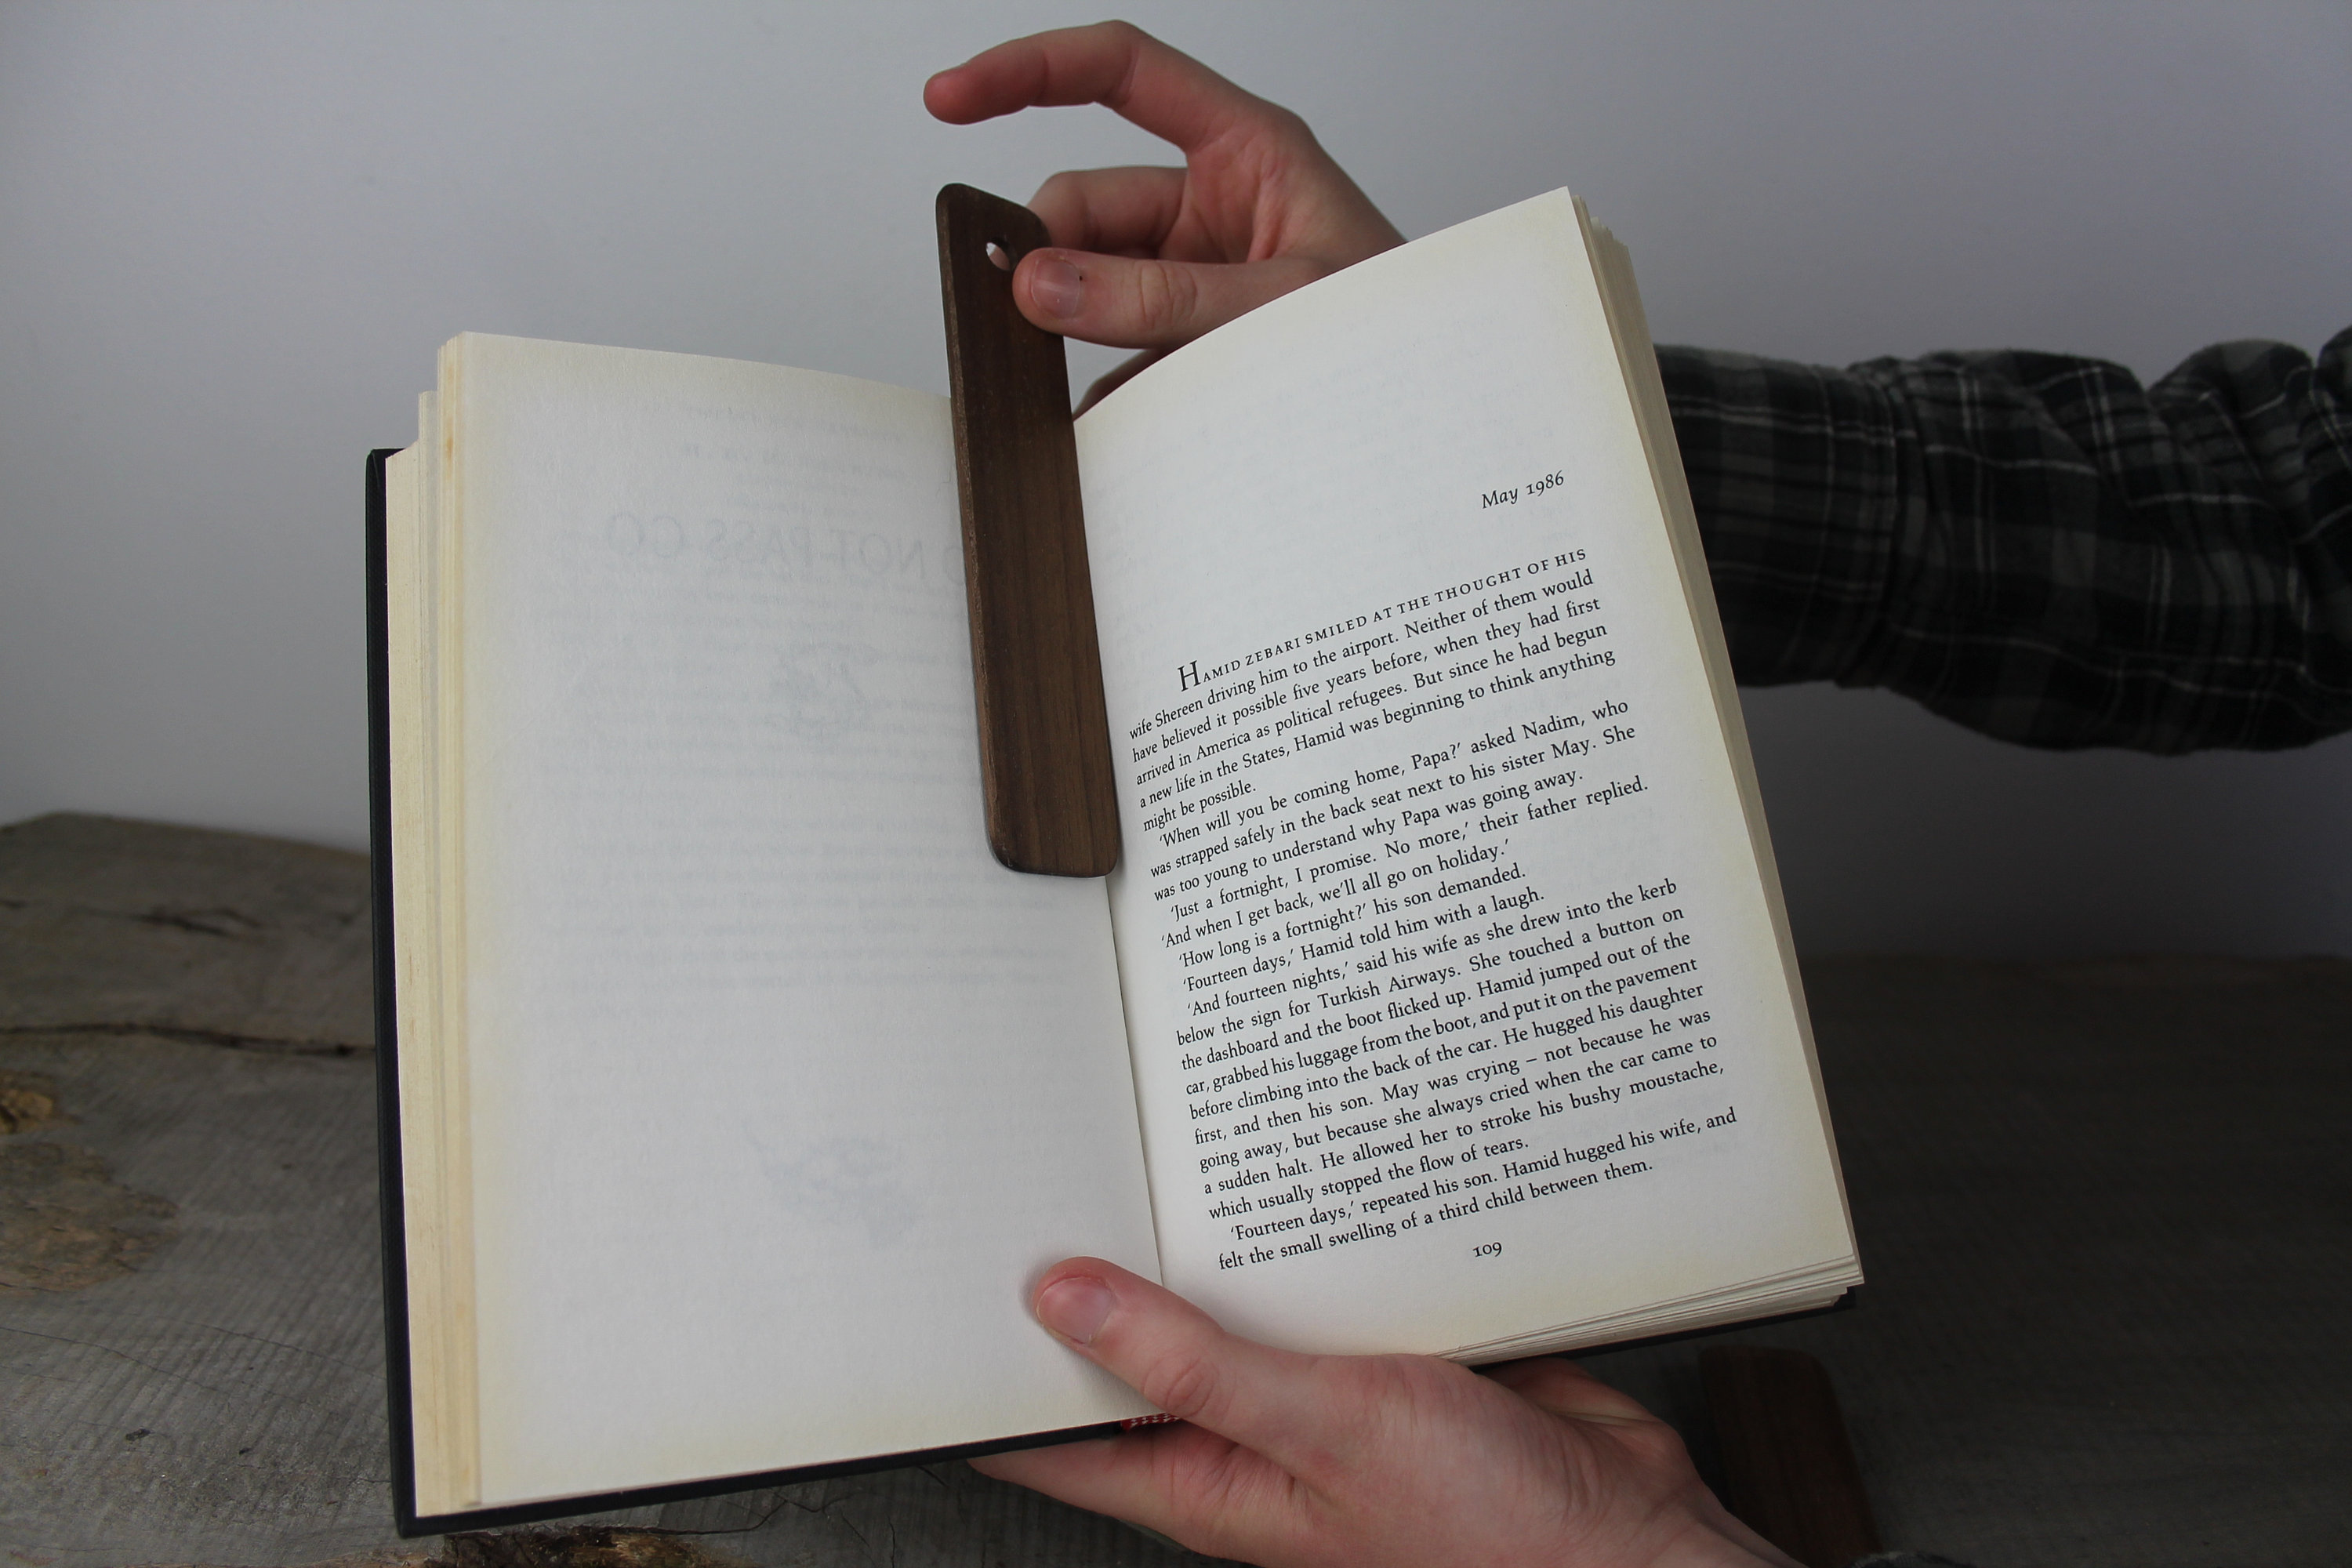 DO NOT PASS GO
May 1986
HAMID ZEBARI SMILED AT THE THOUGHT OF HIS
wife Shereen driving him to the airport. Neither of them would
have believed it possible five years before, when they had first
arrived in America as political refugees. But since he had begun
a new life in the States, Hamid was beginning to think anything
might be possible.
‘When will you be coming home, Papa?’ asked Nadim, who
was strapped safely in the back seat next to his sister May. She
was too young to understand why Papa was going away.
‘Just a fortnight, I promise. No more,’ their father replied.
‘And when I get back, we’ll all go on holiday.’
‘How long is a fortnight?’ his son demanded.
‘Fourteen days,’ Hamid told him with a laugh.
‘And fourteen nights,’ said his wife as she drew into the kerb
below the sign for Turkish Airways. She touched a button on
the dashboard and the boot flicked up. Hamid jumped out of the
car, grabbed his luggage from the boot, and put it on the pavement
before climbing into the back of the car. He hugged his daughter
first, and then his son. May was crying – not because he was
going away, but because she always cried when the car came to
a sudden halt. He allowed her to stroke his bushy moustache,
which usually stopped the flow of tears.
‘Fourteen days,’ repeated his son. Hamid hugged his wife, and
felt the small swelling of a third child between them.
109